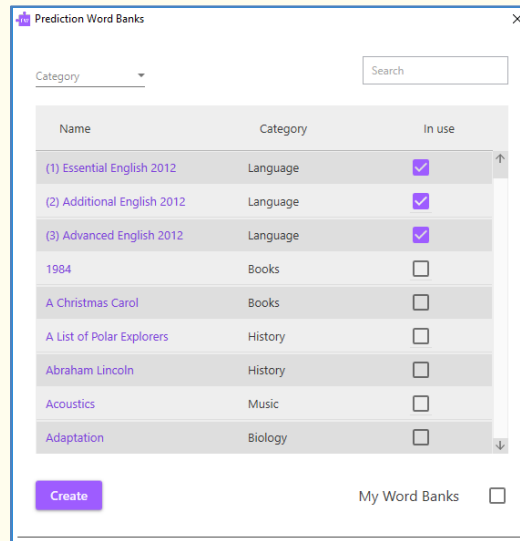 Prediction Word Banks
Category
Search
Name Category In use
(1) Essential English 2012 Language
(2) Additional English 2012 Language
(3) Advanced English 2012 Language
1984 Books
A Christmas Carol Books
A List of Polar Explorers History
Abraham Lincoln History
Acoustics Music
Adaptation Biology
Create My Word Banks